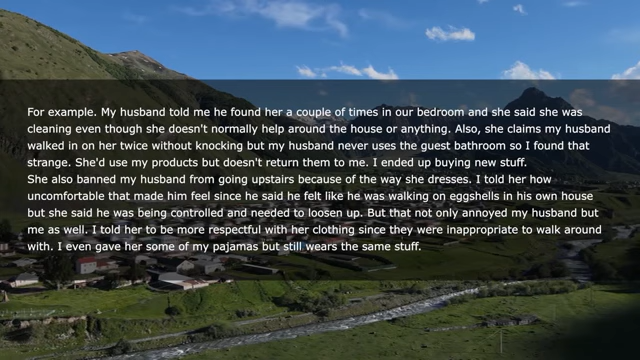 For example. My husband told me he found her a couple of times in our bedroom and she said she was
cleaning even though she doesn't normally help around the house or anything. Also, she claims my husband
walked in on her twice without knocking but my husband never uses the guest bathroom so I found that
strange. She'd use my products but doesn't return them to me. I ended up buying new stuff.
She also banned my husband from going upstairs because of the way she dresses. I told her how
uncomfortable that made him feel since he said he felt like he was walking on eggshells in his own house
but she said he was being controlled and needed to loosen up. But that not only annoyed my husband but
me as well. I told her to be more respectful with her clothing since they were inappropriate to walk around
with. I even gave her some of my pajamas but still wears the same stuff.